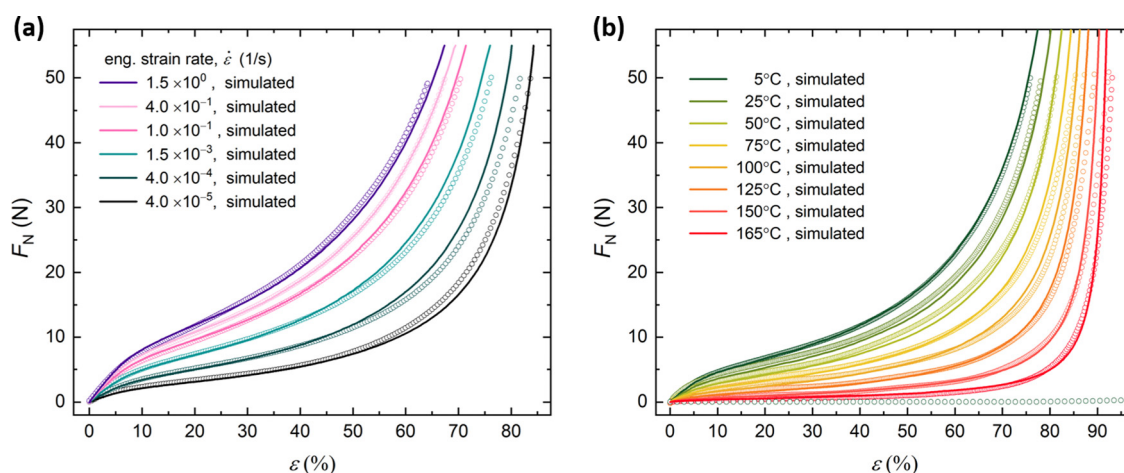 (a)
eng. strain rate, ε̇ (1/s)
1.5 ×10⁰ , simulated
4.0 ×10⁻¹, simulated
1.0 ×10⁻¹, simulated
1.5 ×10⁻³, simulated
4.0 ×10⁻⁴, simulated
4.0 ×10⁻⁵, simulated
50
40
30
20
10
0
F_N (N)
0 10 20 30 40 50 60 70 80
ε (%)
(b)
5°C , simulated
25°C , simulated
50°C , simulated
75°C , simulated
100°C , simulated
125°C , simulated
150°C , simulated
165°C , simulated
50
40
30
20
10
0
F_N (N)
0 10 20 30 40 50 60 70 80 90
ε (%)